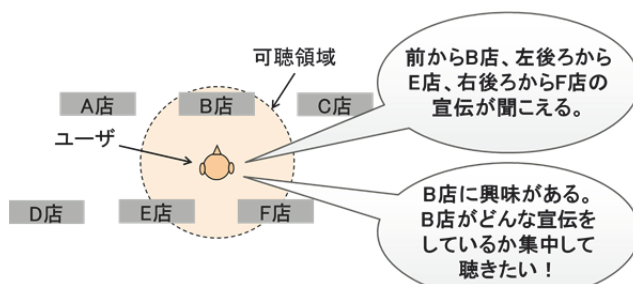 可聴領域
前からB店、左後ろから
E店、右後ろからF店の
宣伝が聞こえる。
A店
B店
C店
ユーザ
B店に興味がある。
B店がどんな宣伝を
しているか集中して
聴きたい！
D店
E店
F店